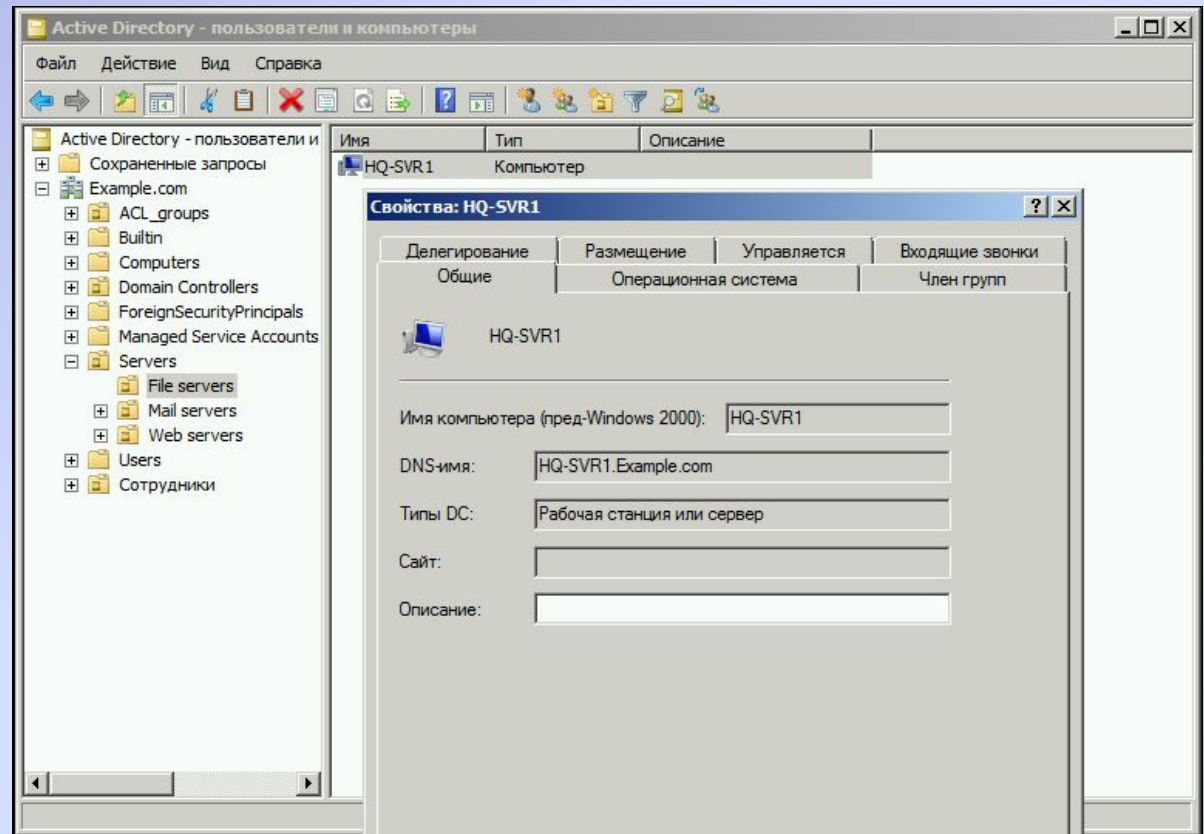 Active Directory - пользователи и компьютеры
Файл Действие Вид Справка
Active Directory - пользователи и
Имя Тип Описание
Сохраненные запросы
HQ-SVR1 Компьютер
Example.com
ACL_groups
Builtin
Computers
Domain Controllers
ForeignSecurityPrincipals
Managed Service Accounts
Servers
File servers
Mail servers
Web servers
Users
Сотрудники
Свойства: HQ-SVR1
Делегирование Размещение Управляется Входящие звонки
Общие Операционная система Член групп
HQ-SVR1
Имя компьютера (пред-Windows 2000): HQ-SVR1
DNS-имя: HQ-SVR1.Example.com
Типы DC: Рабочая станция или сервер
Сайт:
Описание: